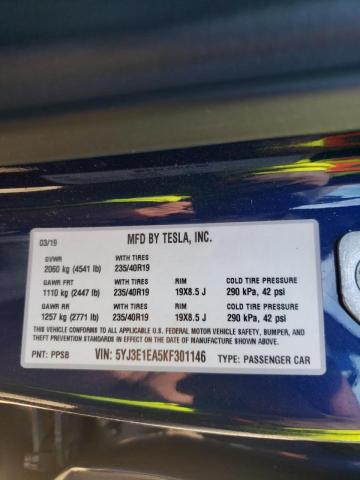 03/19 MFD BY TESLA, INC.
GVWR WITH TIRES
2060 kg (4541 lb) 235/40R19
GAWR FRT WITH TIRES RIM COLD TIRE PRESSURE
1110 kg (2447 lb) 235/40R19 19X8.5 J 290 kPa, 42 psi
GAWR RR WITH TIRES RIM COLD TIRE PRESSURE
1257 kg (2771 lb) 235/40R19 19X8.5 J 290 kPa, 42 psi
THIS VEHICLE CONFORMS TO ALL APPLICABLE U.S. FEDERAL MOTOR VEHICLE SAFETY, BUMPER, AND
THEFT PREVENTION STANDARDS IN EFFECT ON THE DATE OF MANUFACTURE SHOWN ABOVE.
PNT: PPSB VIN: 5YJ3E1EA5KF301146 TYPE: PASSENGER CAR